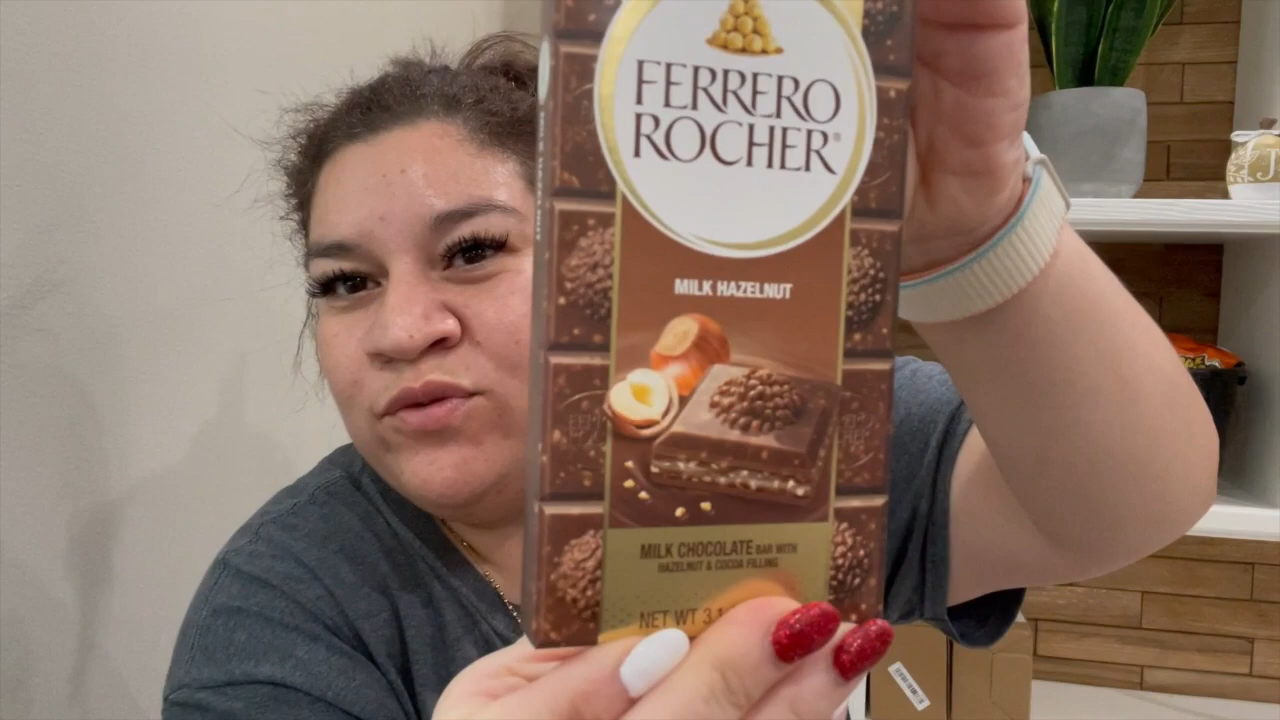 FERRERO
ROCHER®
MILK HAZELNUT
MILK CHOCOLATE BAR WITH
HAZELNUT & COCOA FILLING
NET WT 3.1
J